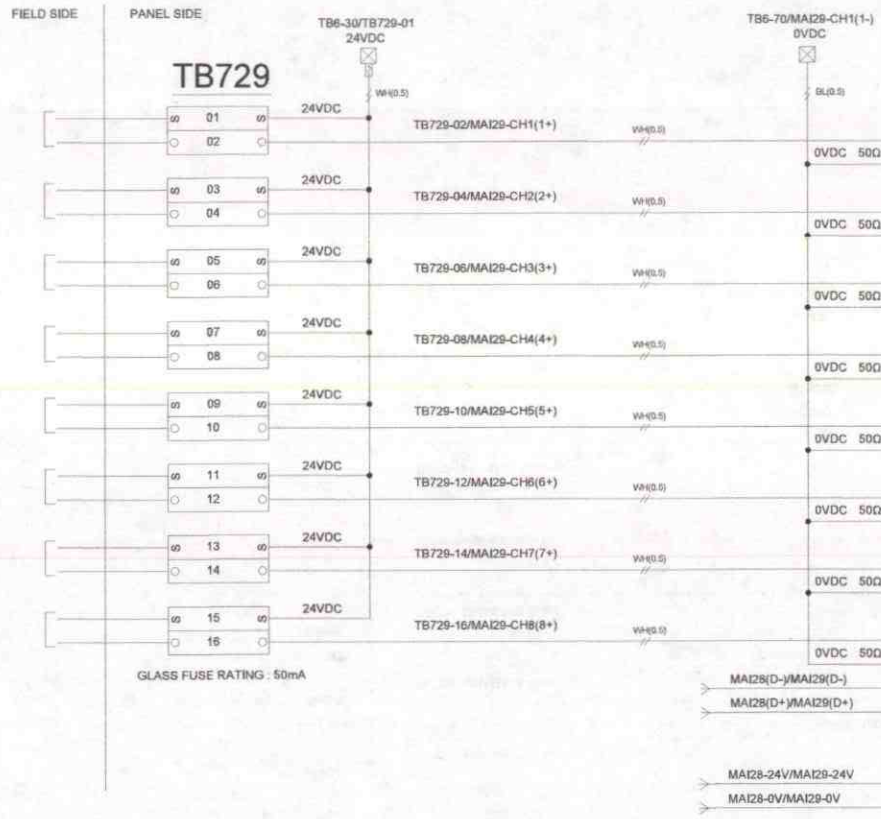 FIELD SIDE PANEL SIDE
TB6-30/TB729-01
24VDC
TB6-70/MAI29-CH1(1-)
0VDC
TB729
WH(0.5)
BL(0.5)
S 01 S 24VDC
02
TB729-02/MAI29-CH1(1+) WH(0.5)
0VDC 50Ω
S 03 S 24VDC
04
TB729-04/MAI29-CH2(2+) WH(0.5)
0VDC 50Ω
S 05 S 24VDC
06
TB729-06/MAI29-CH3(3+) WH(0.5)
0VDC 50Ω
S 07 S 24VDC
08
TB729-08/MAI29-CH4(4+) WH(0.5)
0VDC 50Ω
S 09 S 24VDC
10
TB729-10/MAI29-CH5(5+) WH(0.5)
0VDC 50Ω
S 11 S 24VDC
12
TB729-12/MAI29-CH6(6+) WH(0.5)
0VDC 50Ω
S 13 S 24VDC
14
TB729-14/MAI29-CH7(7+) WH(0.5)
0VDC 50Ω
S 15 S 24VDC
16
TB729-16/MAI29-CH8(8+) WH(0.5)
0VDC 50Ω
GLASS FUSE RATING : 50mA
MAI28(D-)/MAI29(D-)
MAI28(D+)/MAI29(D+)
MAI28-24V/MAI29-24V
MAI28-0V/MAI29-0V